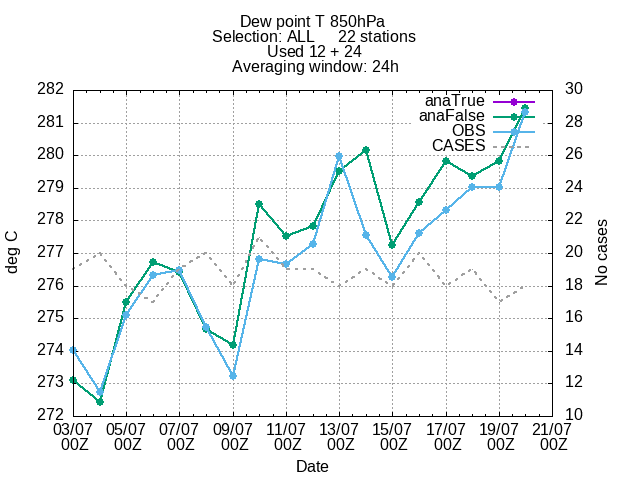 Dew point T 850hPa
Selection: ALL 22 stations
Used 12 + 24
Averaging window: 24h
282 30
anaTrue
281 anaFalse 28
OBS
280 CASES 26
279 24
278 22
277 20
276 18
275 16
274 14
273 12
272 10
deg C
No cases
03/07 05/07 07/07 09/07 11/07 13/07 15/07 17/07 19/07 21/07
00Z 00Z 00Z 00Z 00Z 00Z 00Z 00Z 00Z 00Z
Date